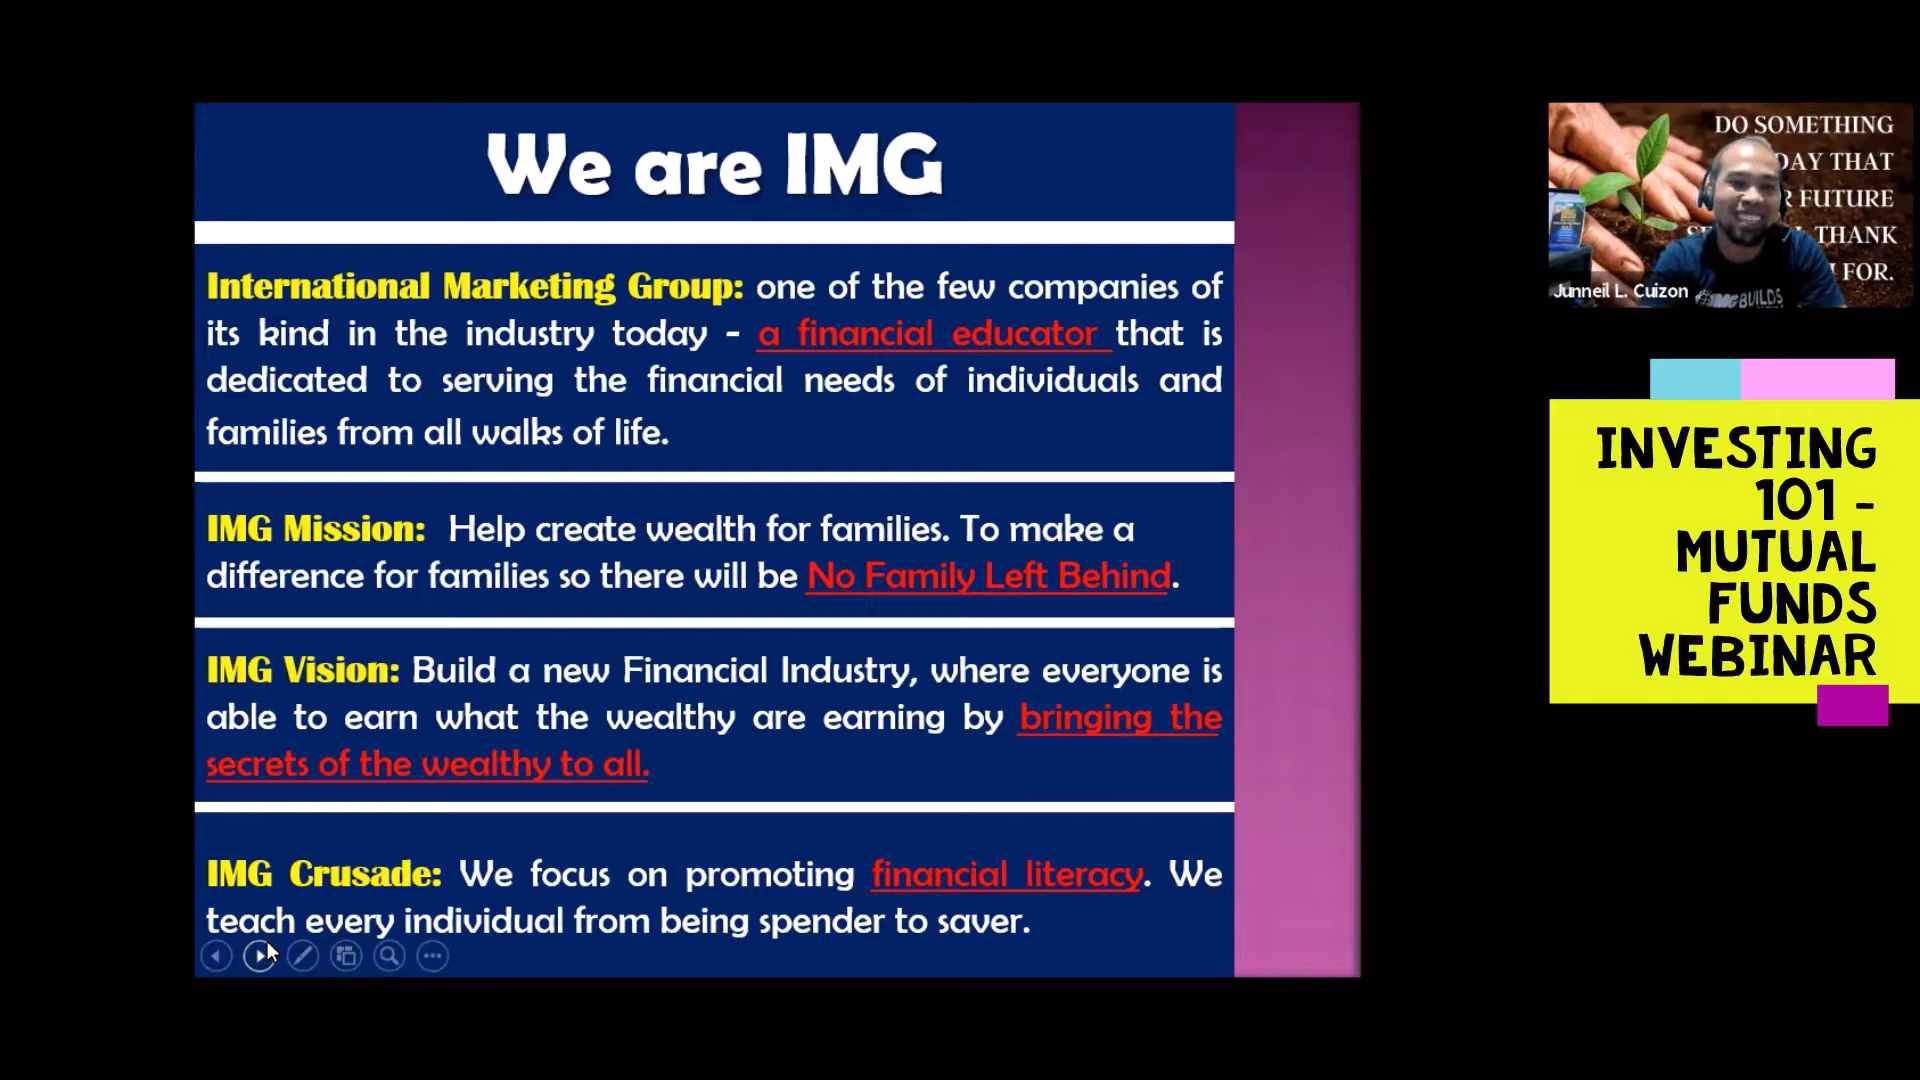 We are IMG
International Marketing Group: one of the few companies of
its kind in the industry today - a financial educator that is
dedicated to serving the financial needs of individuals and
families from all walks of life.
IMG Mission: Help create wealth for families. To make a
difference for families so there will be No Family Left Behind.
IMG Vision: Build a new Financial Industry, where everyone is
able to earn what the wealthy are earning by bringing the
secrets of the wealthy to all.
IMG Crusade: We focus on promoting financial literacy. We
teach every individual from being spender to saver.
DO SOMETHING
DAY THAT
FUTURE
THANK
FOR.
Junneil L. Cuizon
BUILDS
INVESTING
101 -
MUTUAL
FUNDS
WEBINAR